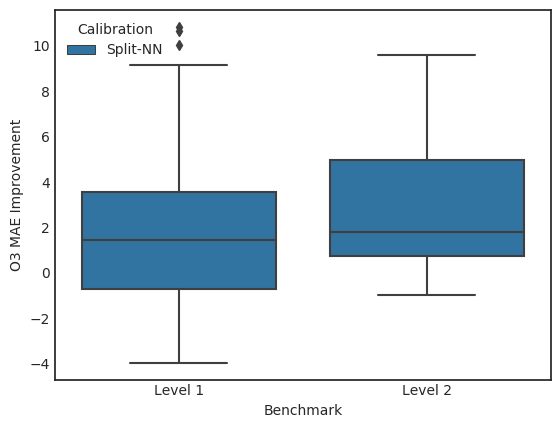 Calibration
Split-NN
10
8
6
4
2
0
−2
−4
O3 MAE Improvement
Level 1
Level 2
Benchmark